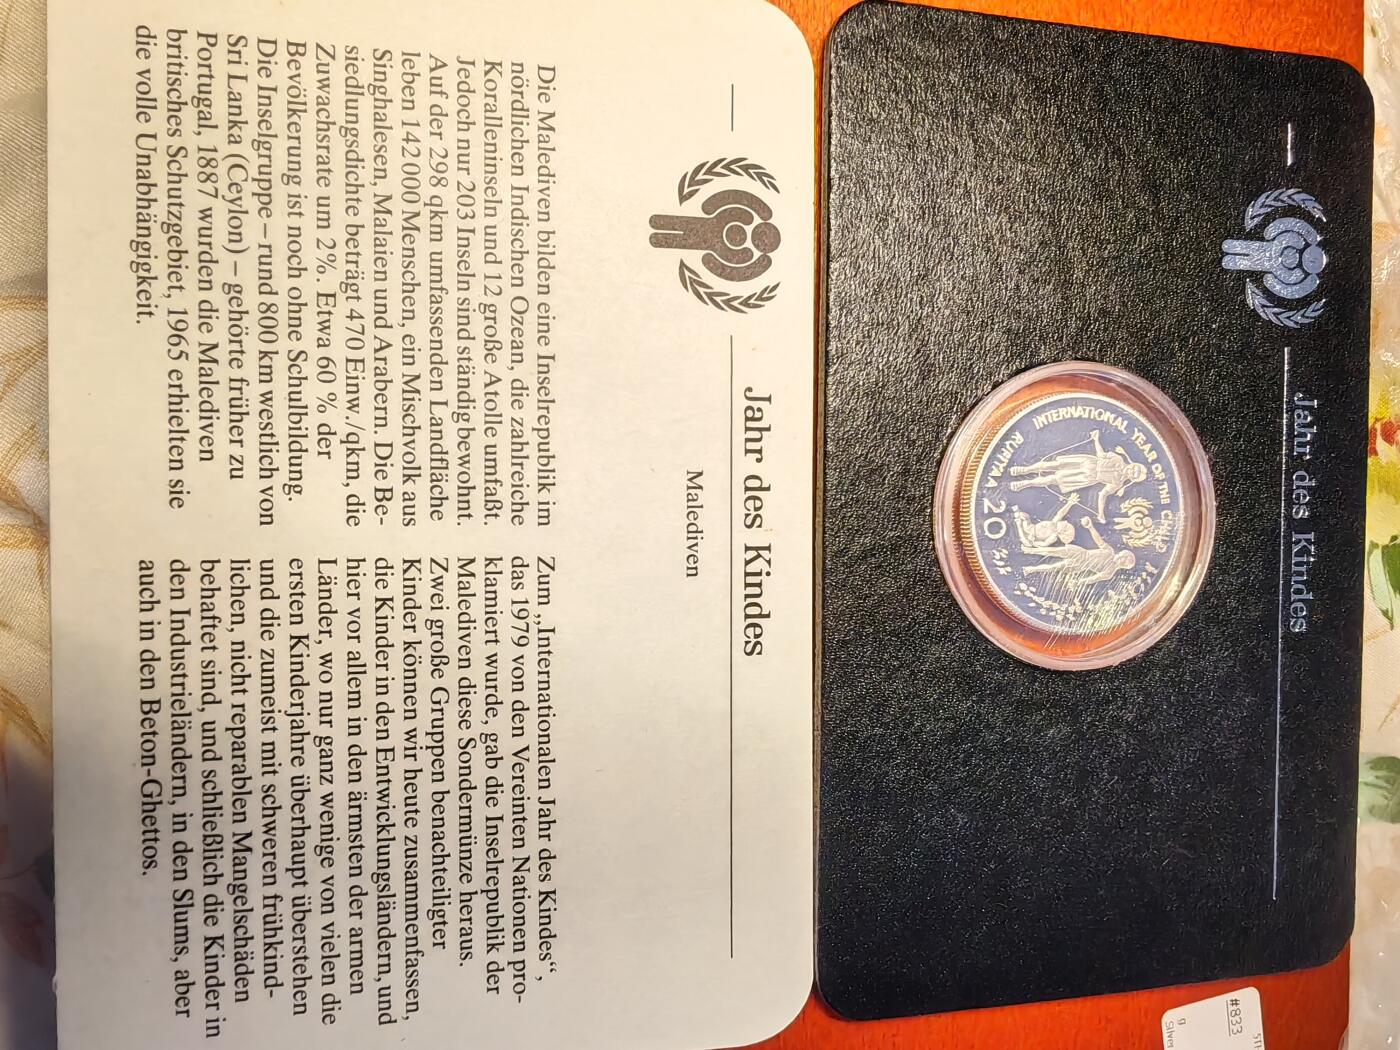 Jahr des Kindes
INTERNATIONAL YEAR OF THE CHILD
RUFIYAA 20
Jahr des Kindes
Malediven
Die Malediven bilden eine Inselrepublik im
nördlichen Indischen Ozean, die zahlreiche
Koralleninseln und 12 große Atolle umfaßt.
Jedoch nur 203 Inseln sind ständig bewohnt.
Auf der 298 qkm umfassenden Landfläche
leben 142 000 Menschen, ein Mischvolk aus
Singhalesen, Malaien und Arabern. Die Be-
siedlungsdichte beträgt 470 Einw./qkm, die
Zuwachsrate um 2%. Etwa 60 % der
Bevölkerung ist noch ohne Schulbildung.
Die Inselgruppe – rund 800 km westlich von
Sri Lanka (Ceylon) – gehörte früher zu
Portugal, 1887 wurden die Malediven
britisches Schutzgebiet, 1965 erhielten sie
die volle Unabhängigkeit.
Zum „Internationalen Jahr des Kindes“,
das 1979 von den Vereinten Nationen pro-
klamiert wurde, gab die Inselrepublik der
Malediven diese Sondermünze heraus.
Zwei große Gruppen benachteiligter
Kinder können wir heute zusammenfassen,
die Kinder in den Entwicklungsländern, und
hier vor allem in den ärmsten der armen
Länder, wo nur ganz wenige von vielen die
ersten Kinderjahre überhaupt überstehen
und die zumeist mit schweren frühkind-
lichen, nicht reparablen Mangelschäden
behaftet sind, und schließlich die Kinder in
den Industrieländern, in den Slums, aber
auch in den Beton-Ghettos.
#833
g
Silver